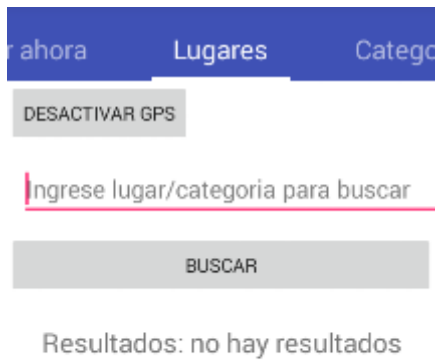 r ahora Lugares Catego
DESACTIVAR GPS
Ingrese lugar/categoria para buscar
BUSCAR
Resultados: no hay resultados